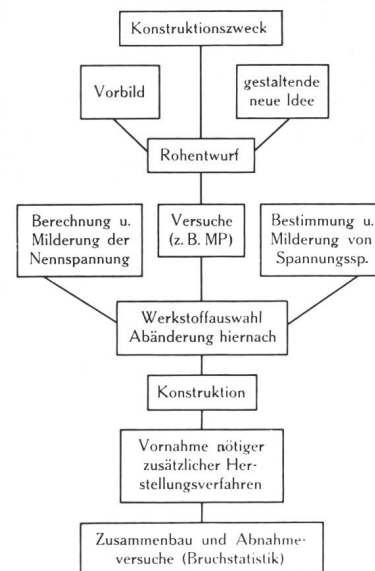 Konstruktionszweck
Vorbild
gestaltende
neue Idee
Rohentwurf
Berechnung u.
Milderung der
Nennspannung
Versuche
(z. B. MP)
Bestimmung u.
Milderung von
Spannungssp.
Werkstoffauswahl
Abänderung hiernach
Konstruktion
Vornahme nötiger
zusätzlicher Her-
stellungsverfahren
Zusammenbau und Abnahme-
versuche (Bruchstatistik)